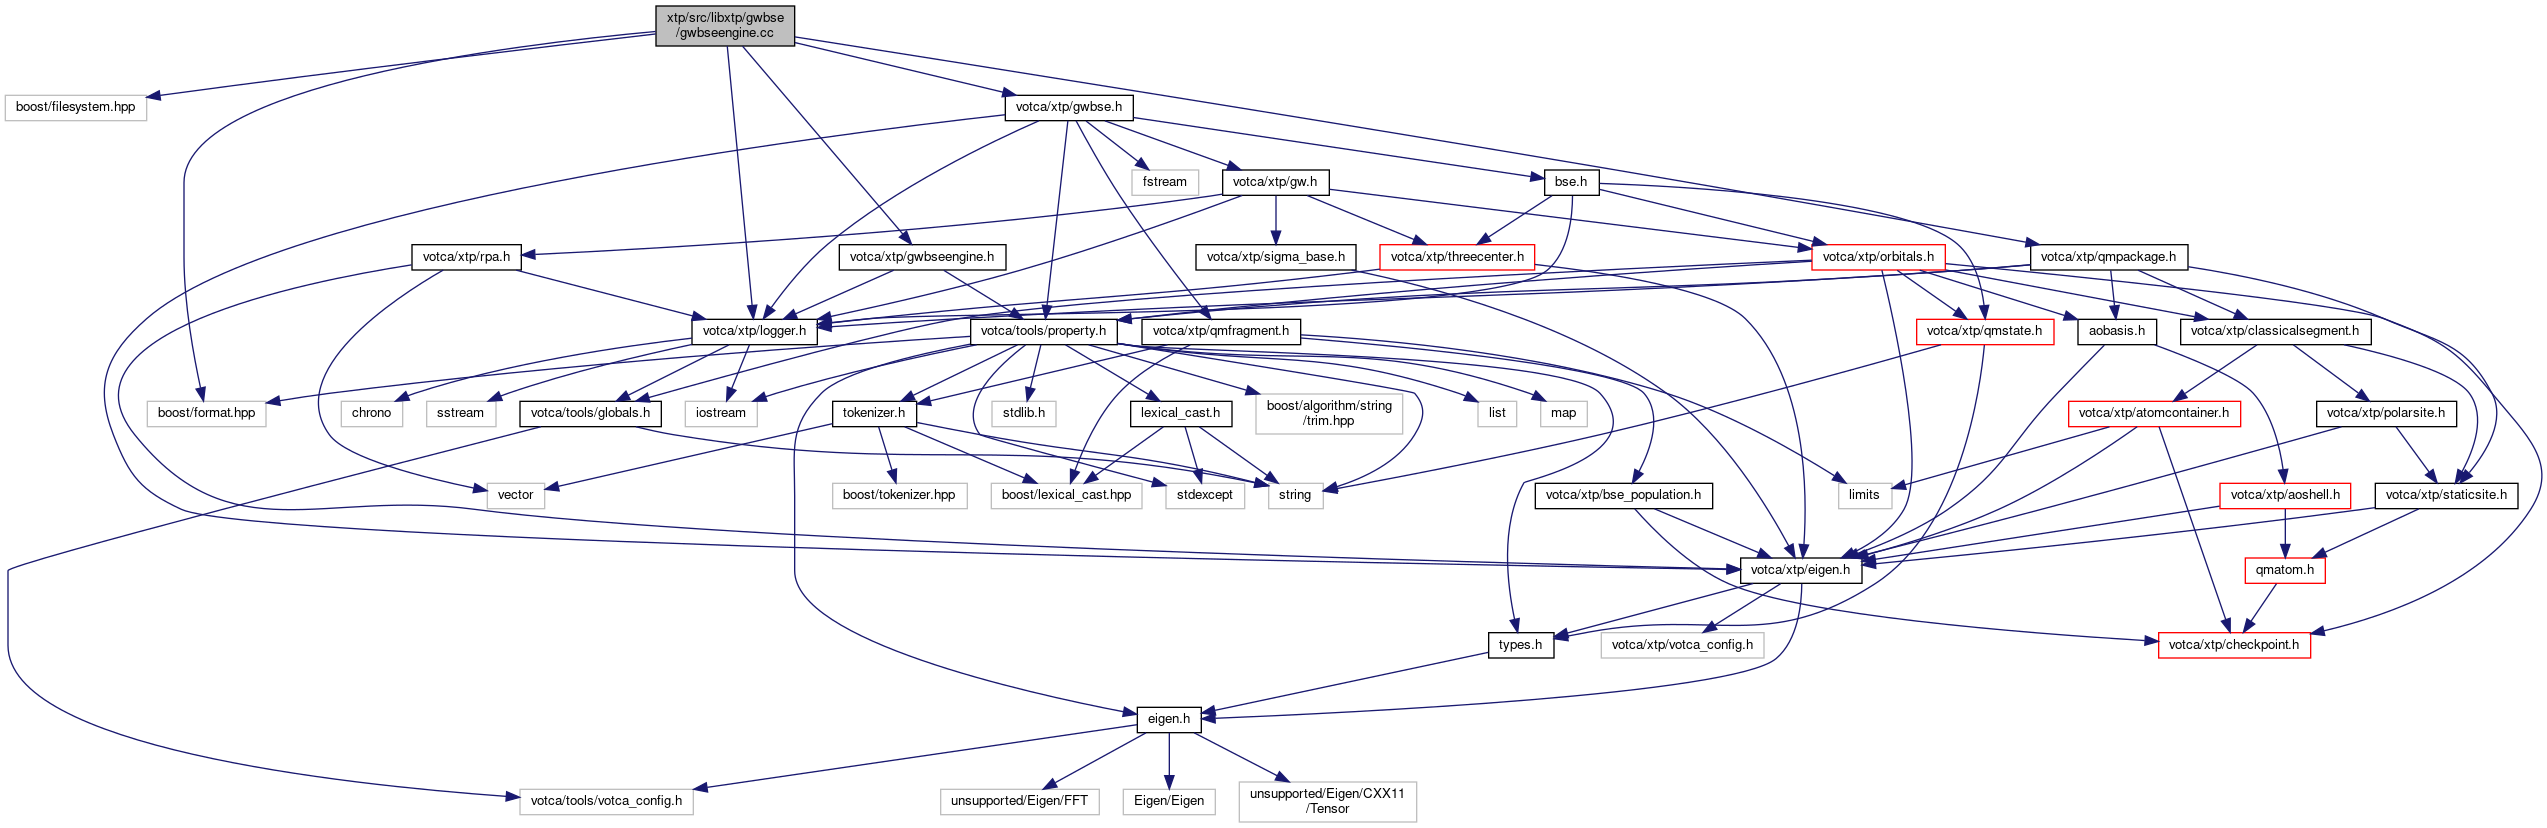 xtp/src/libxtp/gwbse
/gwbseengine.cc
boost/filesystem.hpp
votca/xtp/gwbse.h
fstream
votca/xtp/gw.h
bse.h
votca/xtp/rpa.h
votca/xtp/gwbseengine.h
votca/xtp/sigma_base.h
votca/xtp/threecenter.h
votca/xtp/orbitals.h
votca/xtp/qmpackage.h
votca/xtp/logger.h
votca/tools/property.h
votca/xtp/qmfragment.h
votca/xtp/qmstate.h
aobasis.h
votca/xtp/classicalsegment.h
boost/format.hpp
chrono
sstream
votca/tools/globals.h
iostream
tokenizer.h
stdlib.h
lexical_cast.h
boost/algorithm/string
/trim.hpp
list
map
votca/xtp/atomcontainer.h
votca/xtp/polarsite.h
vector
boost/tokenizer.hpp
boost/lexical_cast.hpp
stdexcept
string
votca/xtp/bse_population.h
limits
votca/xtp/aoshell.h
votca/xtp/staticsite.h
votca/xtp/eigen.h
qmatom.h
types.h
votca/xtp/votca_config.h
votca/xtp/checkpoint.h
eigen.h
votca/tools/votca_config.h
unsupported/Eigen/FFT
Eigen/Eigen
unsupported/Eigen/CXX11
/Tensor